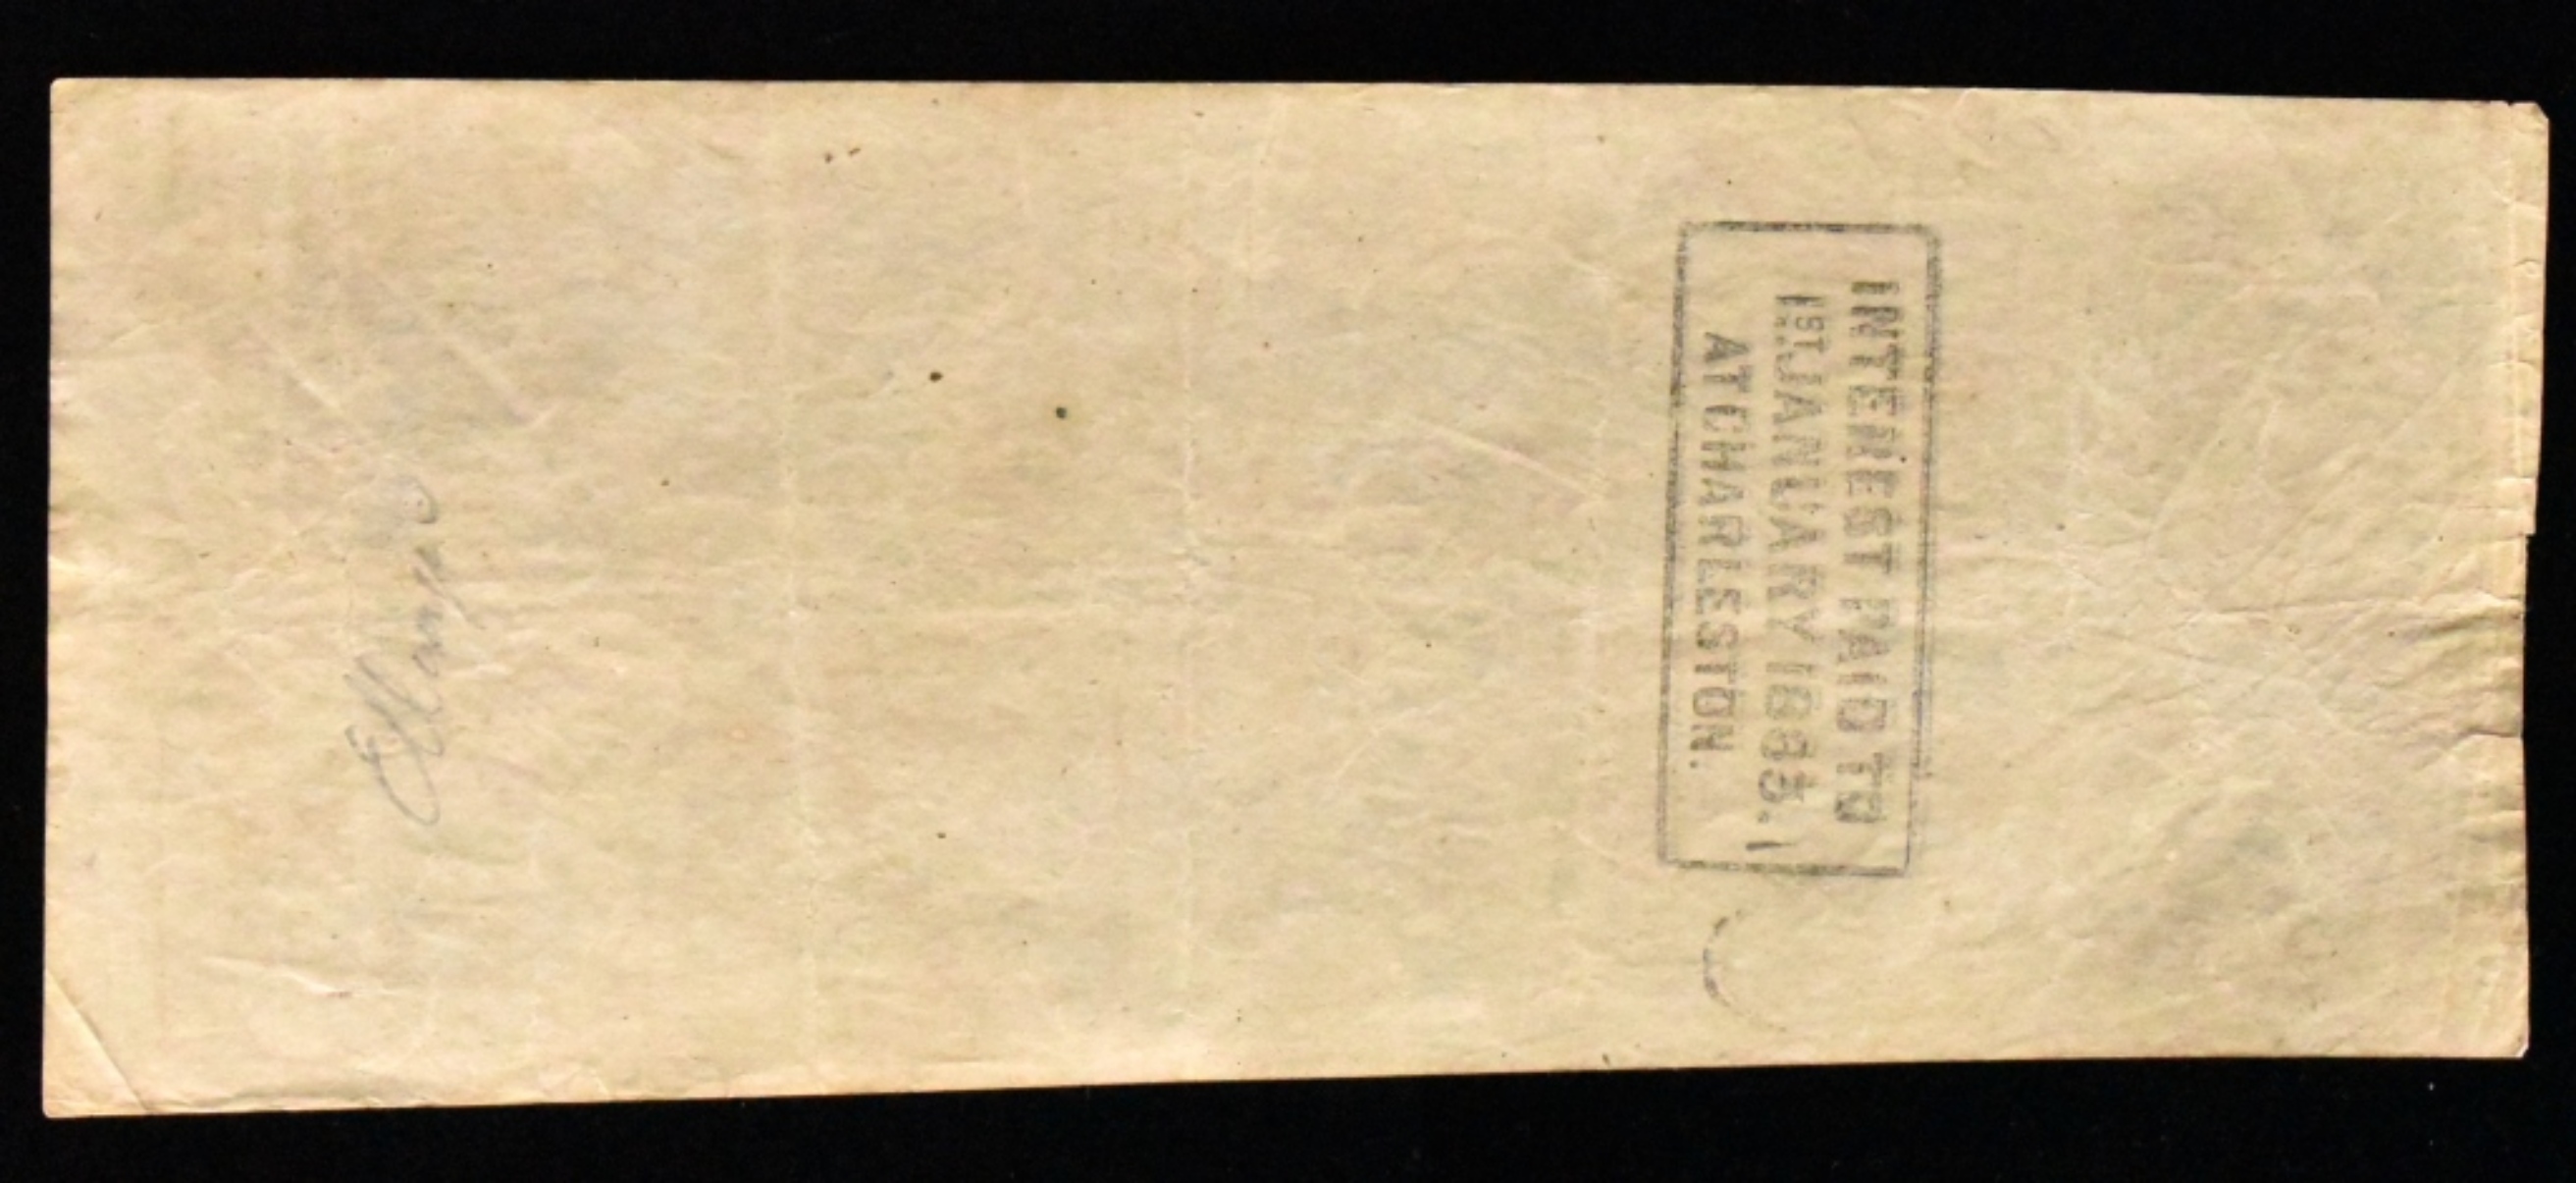 INTEREST PAID TO
1ST JANUARY 1863.
AT CHARLESTON.